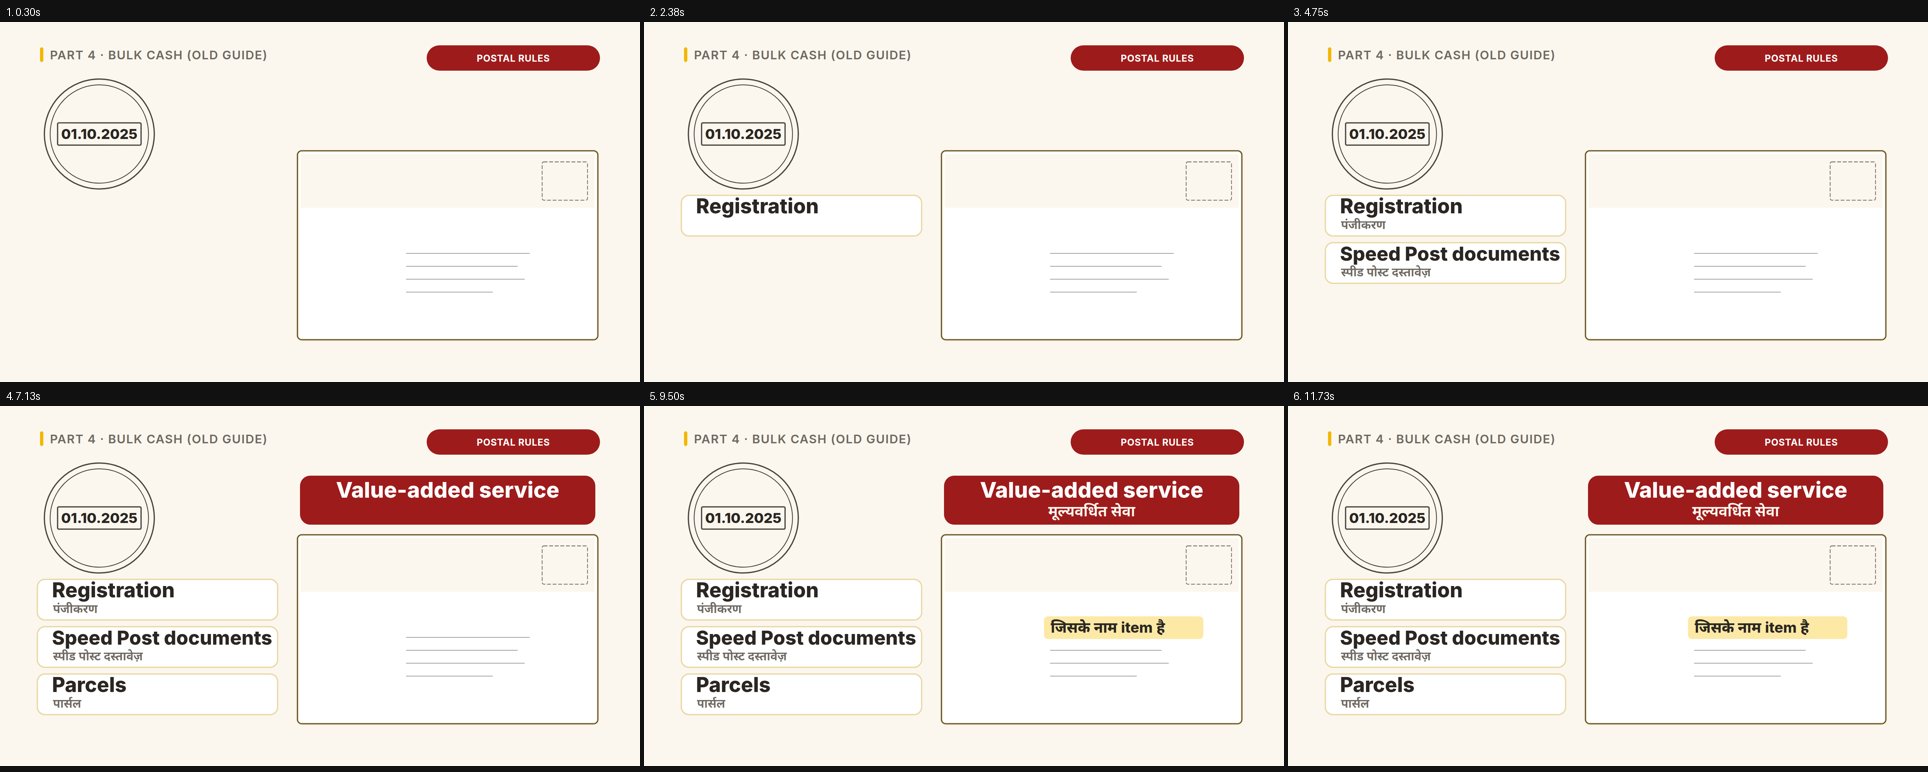 1. 0.30s
PART 4 · BULK CASH (OLD GUIDE)
POSTAL RULES
01.10.2025
2. 2.38s
PART 4 · BULK CASH (OLD GUIDE)
POSTAL RULES
01.10.2025
Registration
3. 4.75s
PART 4 · BULK CASH (OLD GUIDE)
POSTAL RULES
01.10.2025
Registration
पंजीकरण
Speed Post documents
स्पीड पोस्ट दस्तावेज़
4. 7.13s
PART 4 · BULK CASH (OLD GUIDE)
POSTAL RULES
Value-added service
01.10.2025
Registration
पंजीकरण
Speed Post documents
स्पीड पोस्ट दस्तावेज़
Parcels
पार्सल
5. 9.50s
PART 4 · BULK CASH (OLD GUIDE)
POSTAL RULES
Value-added service
मूल्यवर्धित सेवा
01.10.2025
Registration
पंजीकरण
Speed Post documents
स्पीड पोस्ट दस्तावेज़
Parcels
पार्सल
जिसके नाम item है
6. 11.73s
PART 4 · BULK CASH (OLD GUIDE)
POSTAL RULES
Value-added service
मूल्यवर्धित सेवा
01.10.2025
Registration
पंजीकरण
Speed Post documents
स्पीड पोस्ट दस्तावेज़
Parcels
पार्सल
जिसके नाम item है